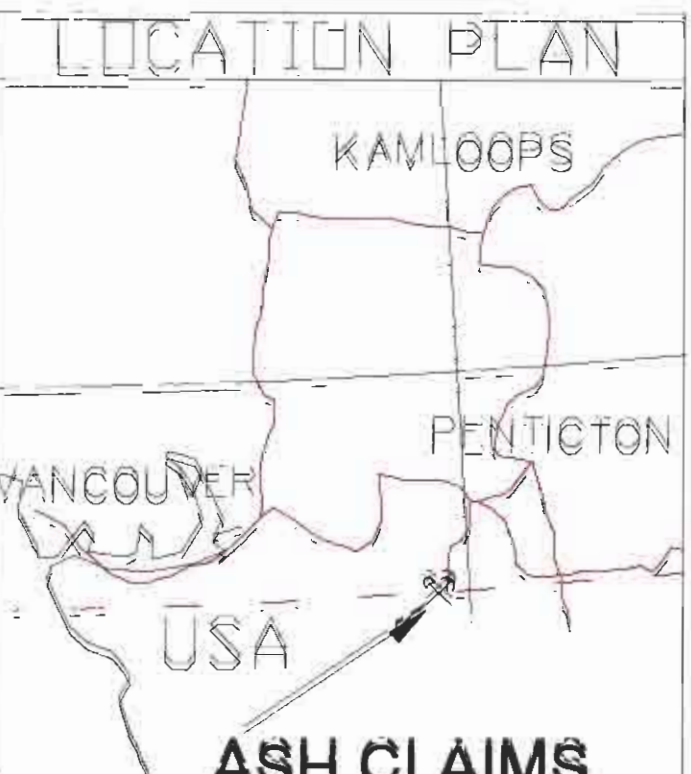 LOCATION PLAN
KAMLOOPS
PENTICTON
VANCOUVER
USA
ASH CLAIMS